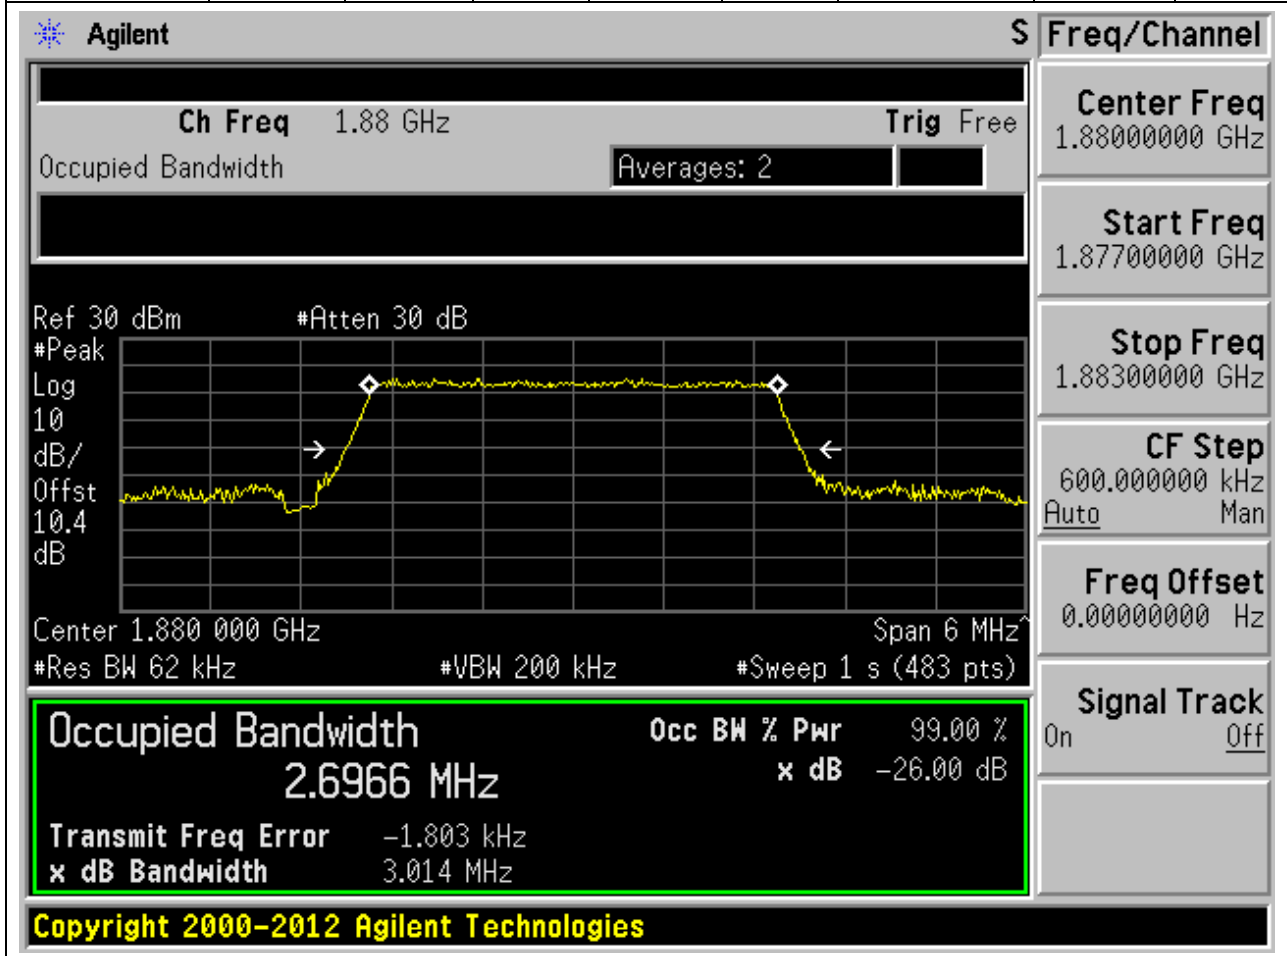 Agilent S Freq/Channel
Ch Freq 1.88 GHz Trig Free
Occupied Bandwidth Averages: 2
Center Freq
1.88000000 GHz
Start Freq
1.87700000 GHz
Stop Freq
1.88300000 GHz
CF Step
600.000000 kHz
Auto Man
Freq Offset
0.00000000 Hz
Signal Track
On Off
Ref 30 dBm #Atten 30 dB
#Peak
Log
10
dB/
Offst
10.4
dB
Center 1.880 000 GHz Span 6 MHz^
#Res BW 62 kHz #VBW 200 kHz #Sweep 1 s (483 pts)
Occupied Bandwidth Occ BW % Pwr 99.00 %
2.6966 MHz x dB -26.00 dB
Transmit Freq Error -1.803 kHz
x dB Bandwidth 3.014 MHz
Copyright 2000-2012 Agilent Technologies